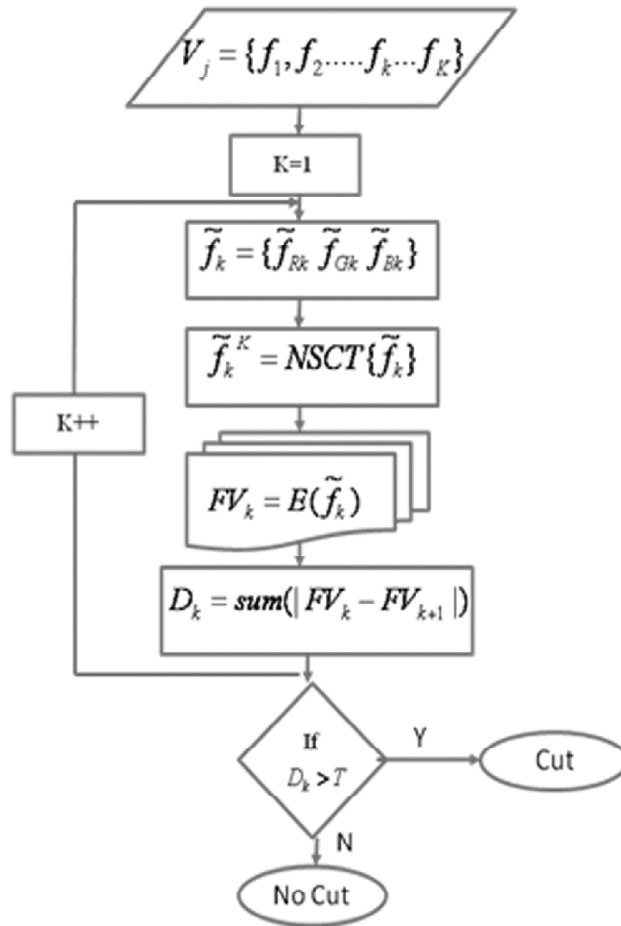 V_j = {f_1, f_2.....f_k...f_K}
K=1
f̃_k = {f̃_Rk f̃_Gk f̃_Bk}
f̃_k^K = NSCT{f̃_k}
K++
FV_k = E(f̃_k)
D_k = sum(| FV_k − FV_k+1 |)
If
D_k > T
Y
Cut
N
No Cut